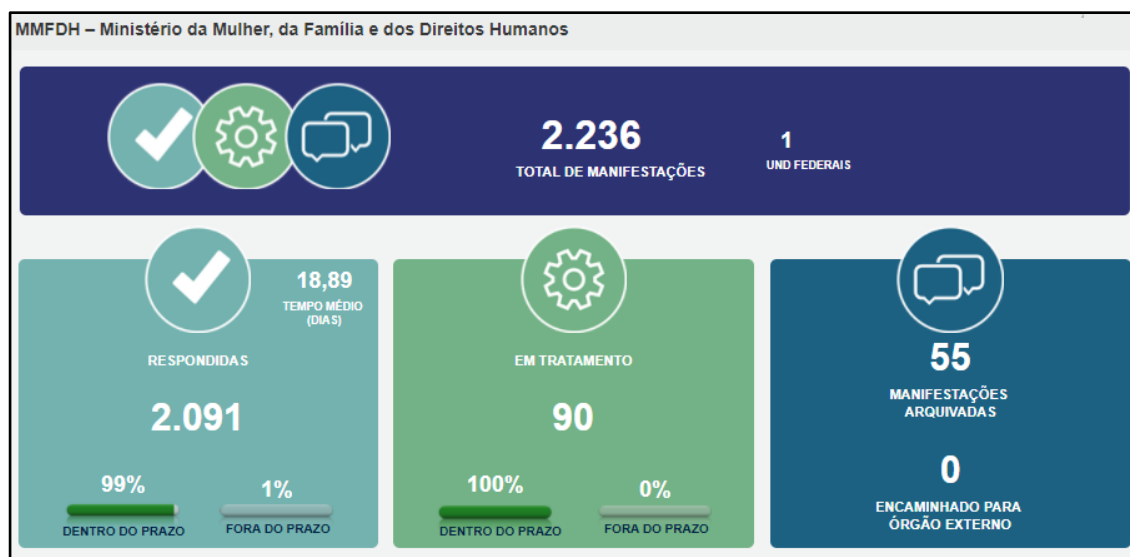 MMFDH – Ministério da Mulher, da Família e dos Direitos Humanos
2.236
TOTAL DE MANIFESTAÇÕES
1
UND FEDERAIS
18,89
TEMPO MÉDIO
(DIAS)
RESPONDIDAS
2.091
99%
DENTRO DO PRAZO
1%
FORA DO PRAZO
EM TRATAMENTO
90
100%
DENTRO DO PRAZO
0%
FORA DO PRAZO
55
MANIFESTAÇÕES
ARQUIVADAS
0
ENCAMINHADO PARA
ÓRGÃO EXTERNO